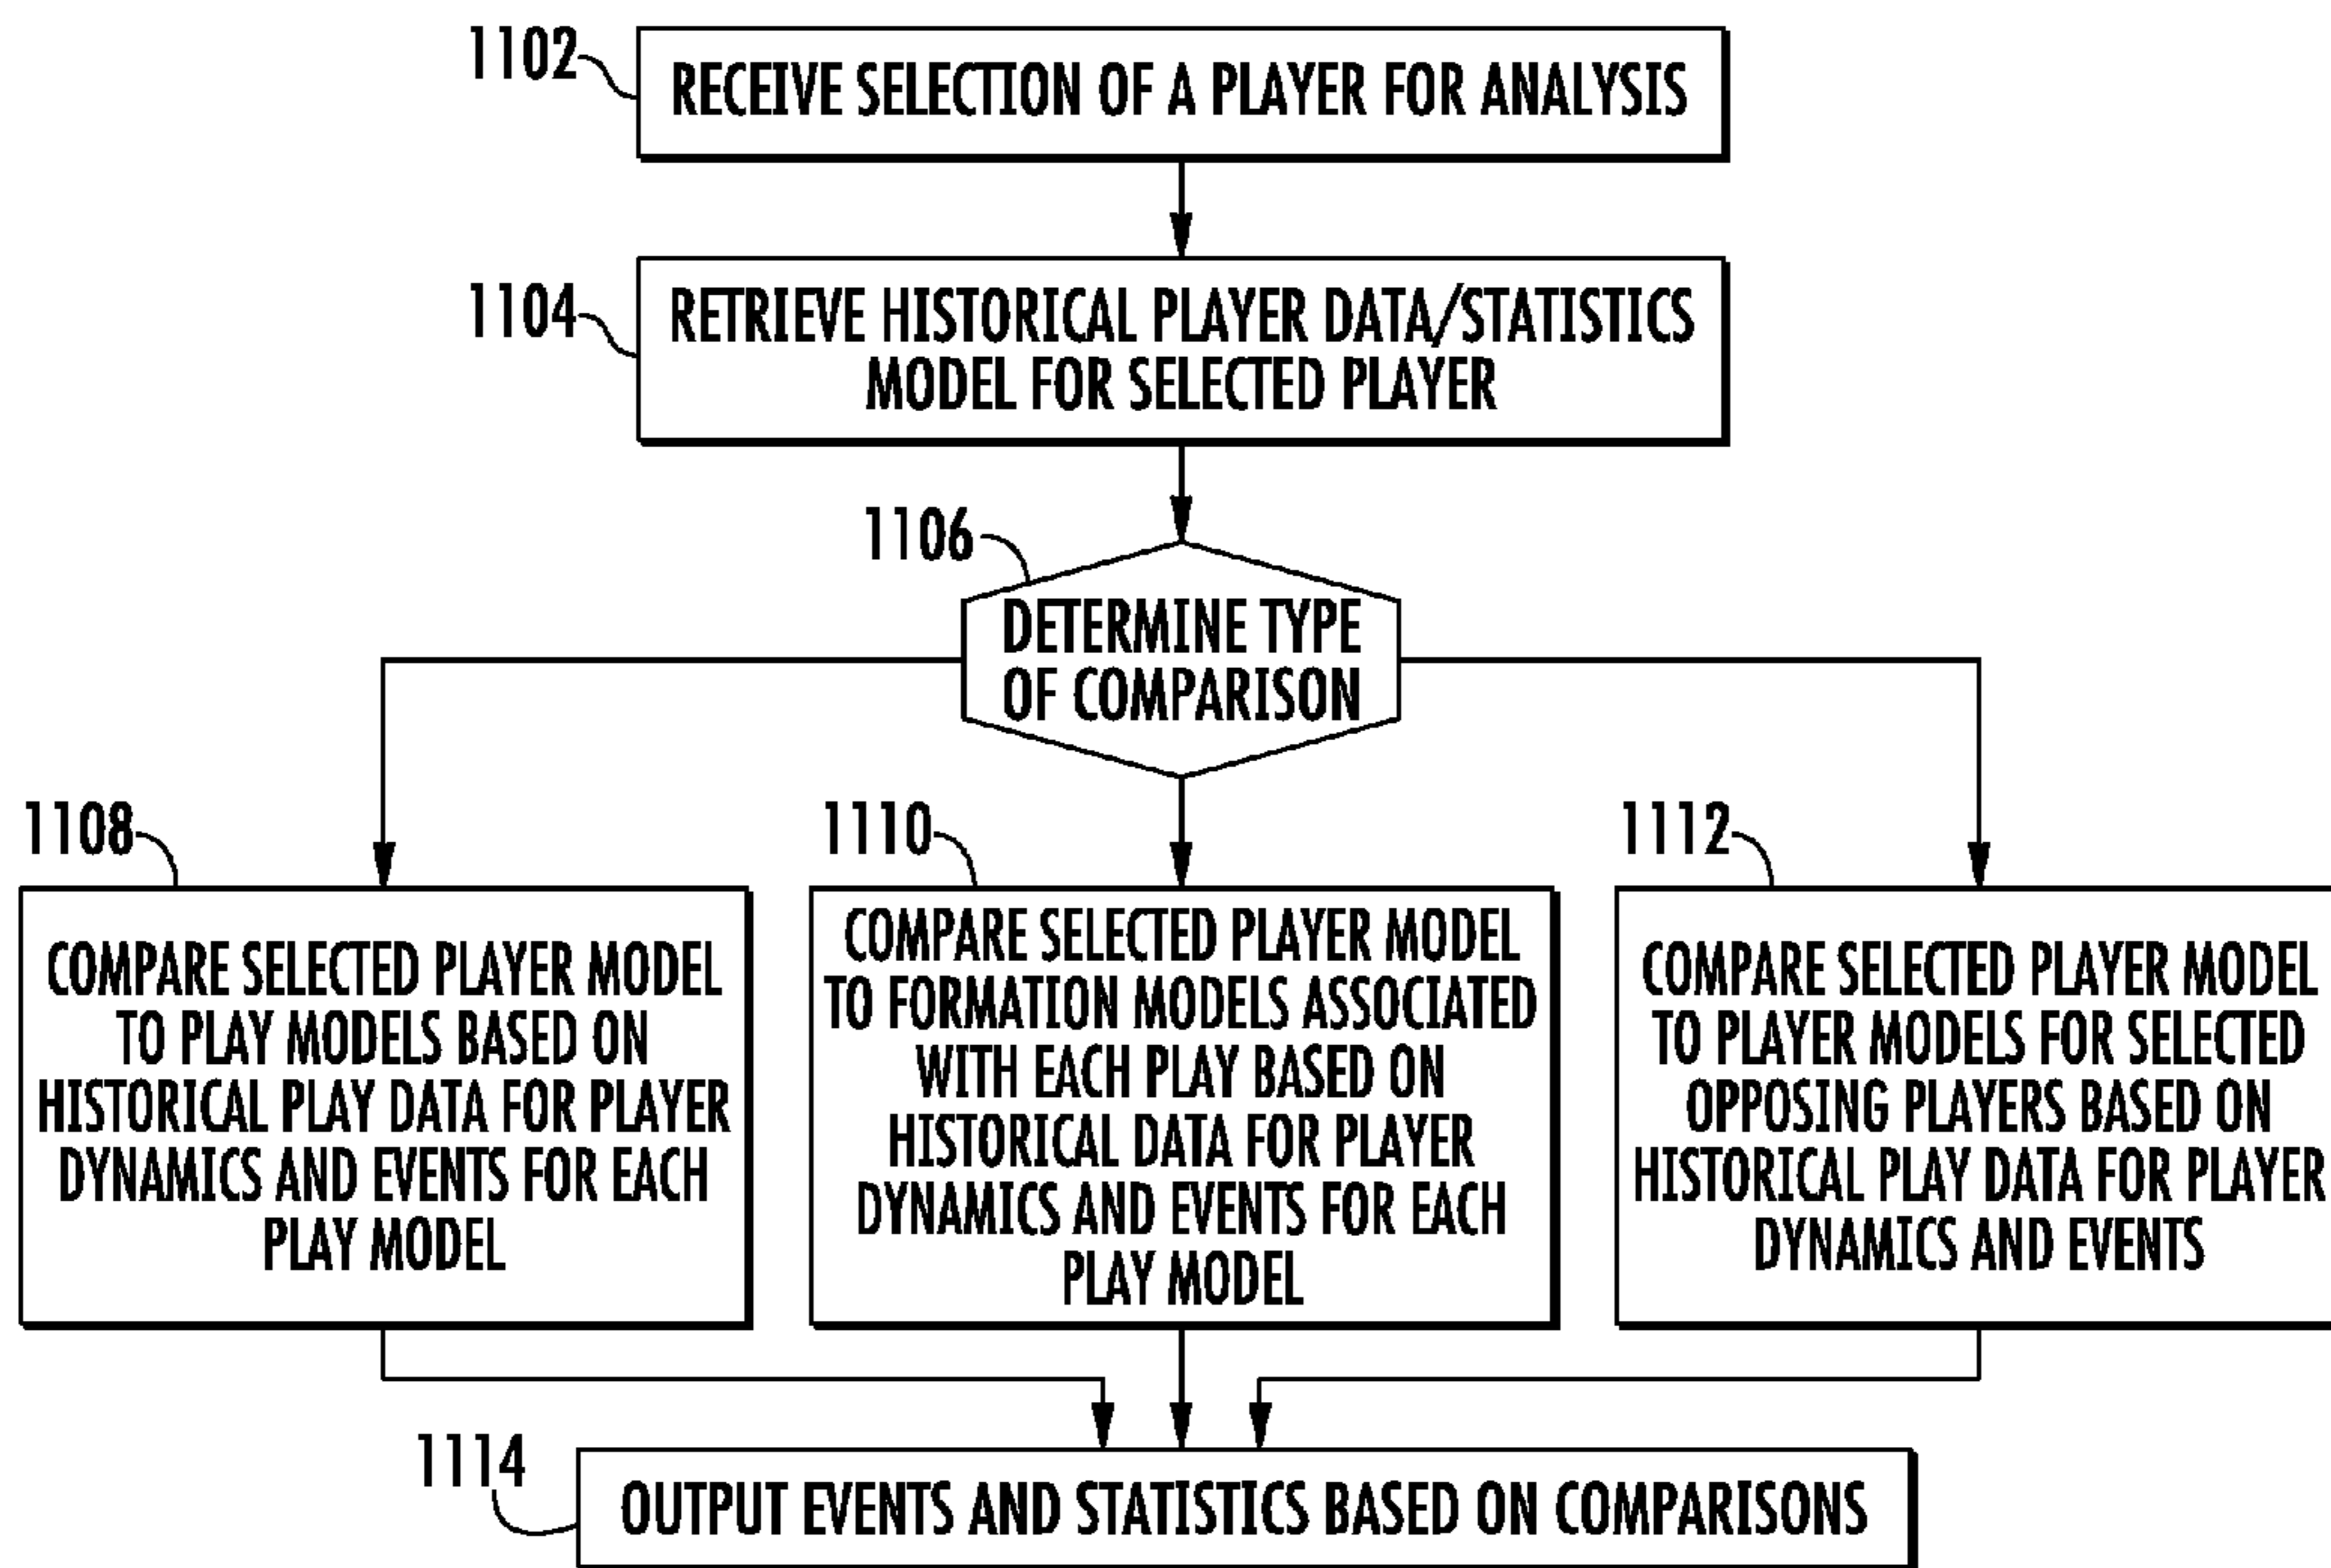 1102
RECEIVE SELECTION OF A PLAYER FOR ANALYSIS
1104
RETRIEVE HISTORICAL PLAYER DATA/STATISTICS
MODEL FOR SELECTED PLAYER
1106
DETERMINE TYPE
OF COMPARISON
1108
COMPARE SELECTED PLAYER MODEL
TO PLAY MODELS BASED ON
HISTORICAL PLAY DATA FOR PLAYER
DYNAMICS AND EVENTS FOR EACH
PLAY MODEL
1110
COMPARE SELECTED PLAYER MODEL
TO FORMATION MODELS ASSOCIATED
WITH EACH PLAY BASED ON
HISTORICAL DATA FOR PLAYER
DYNAMICS AND EVENTS FOR EACH
PLAY MODEL
1112
COMPARE SELECTED PLAYER MODEL
TO PLAYER MODELS FOR SELECTED
OPPOSING PLAYERS BASED ON
HISTORICAL PLAY DATA FOR PLAYER
DYNAMICS AND EVENTS
1114
OUTPUT EVENTS AND STATISTICS BASED ON COMPARISONS